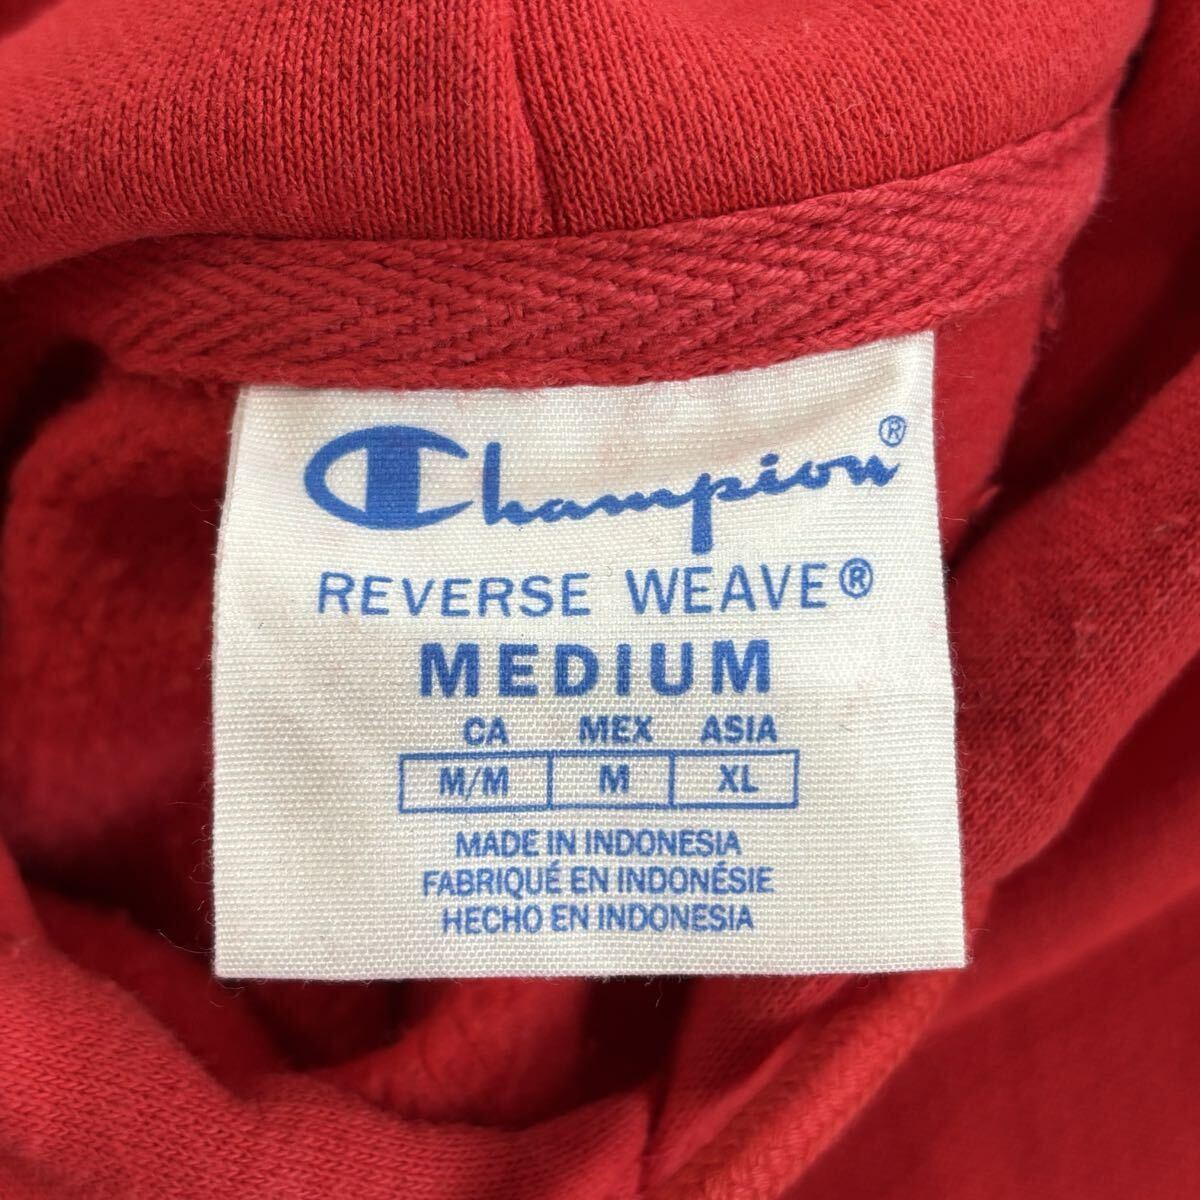 Champion®
REVERSE WEAVE®
MEDIUM
CA MEX ASIA
M/M M XL
MADE IN INDONESIA
FABRIQUÉ EN INDONÉSIE
HECHO EN INDONESIA